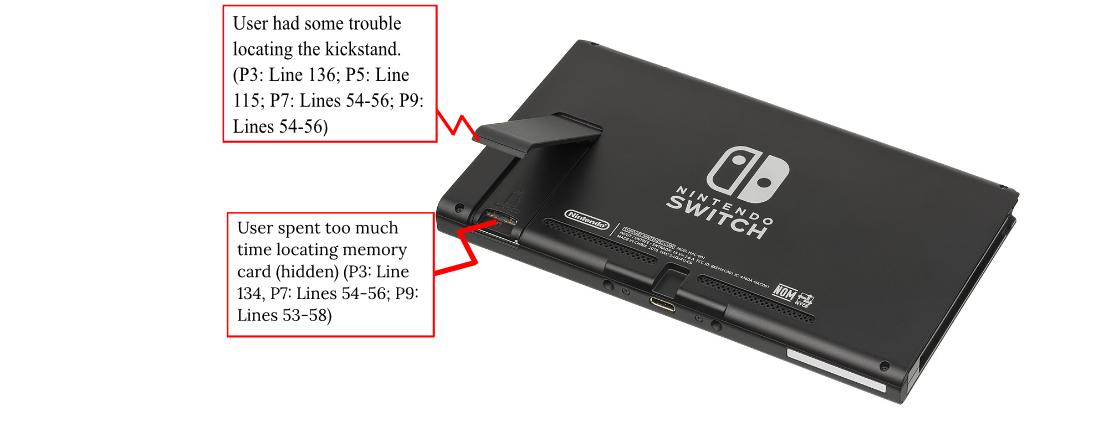 User had some trouble
locating the kickstand.
(P3: Line 136; P5: Line
115; P7: Lines 54-56; P9:
Lines 54-56)
User spent too much
time locating memory
card (hidden) (P3: Line
134, P7: Lines 54-56; P9:
Lines 53-58)
NINTENDO
SWITCH
Nintendo
NOM